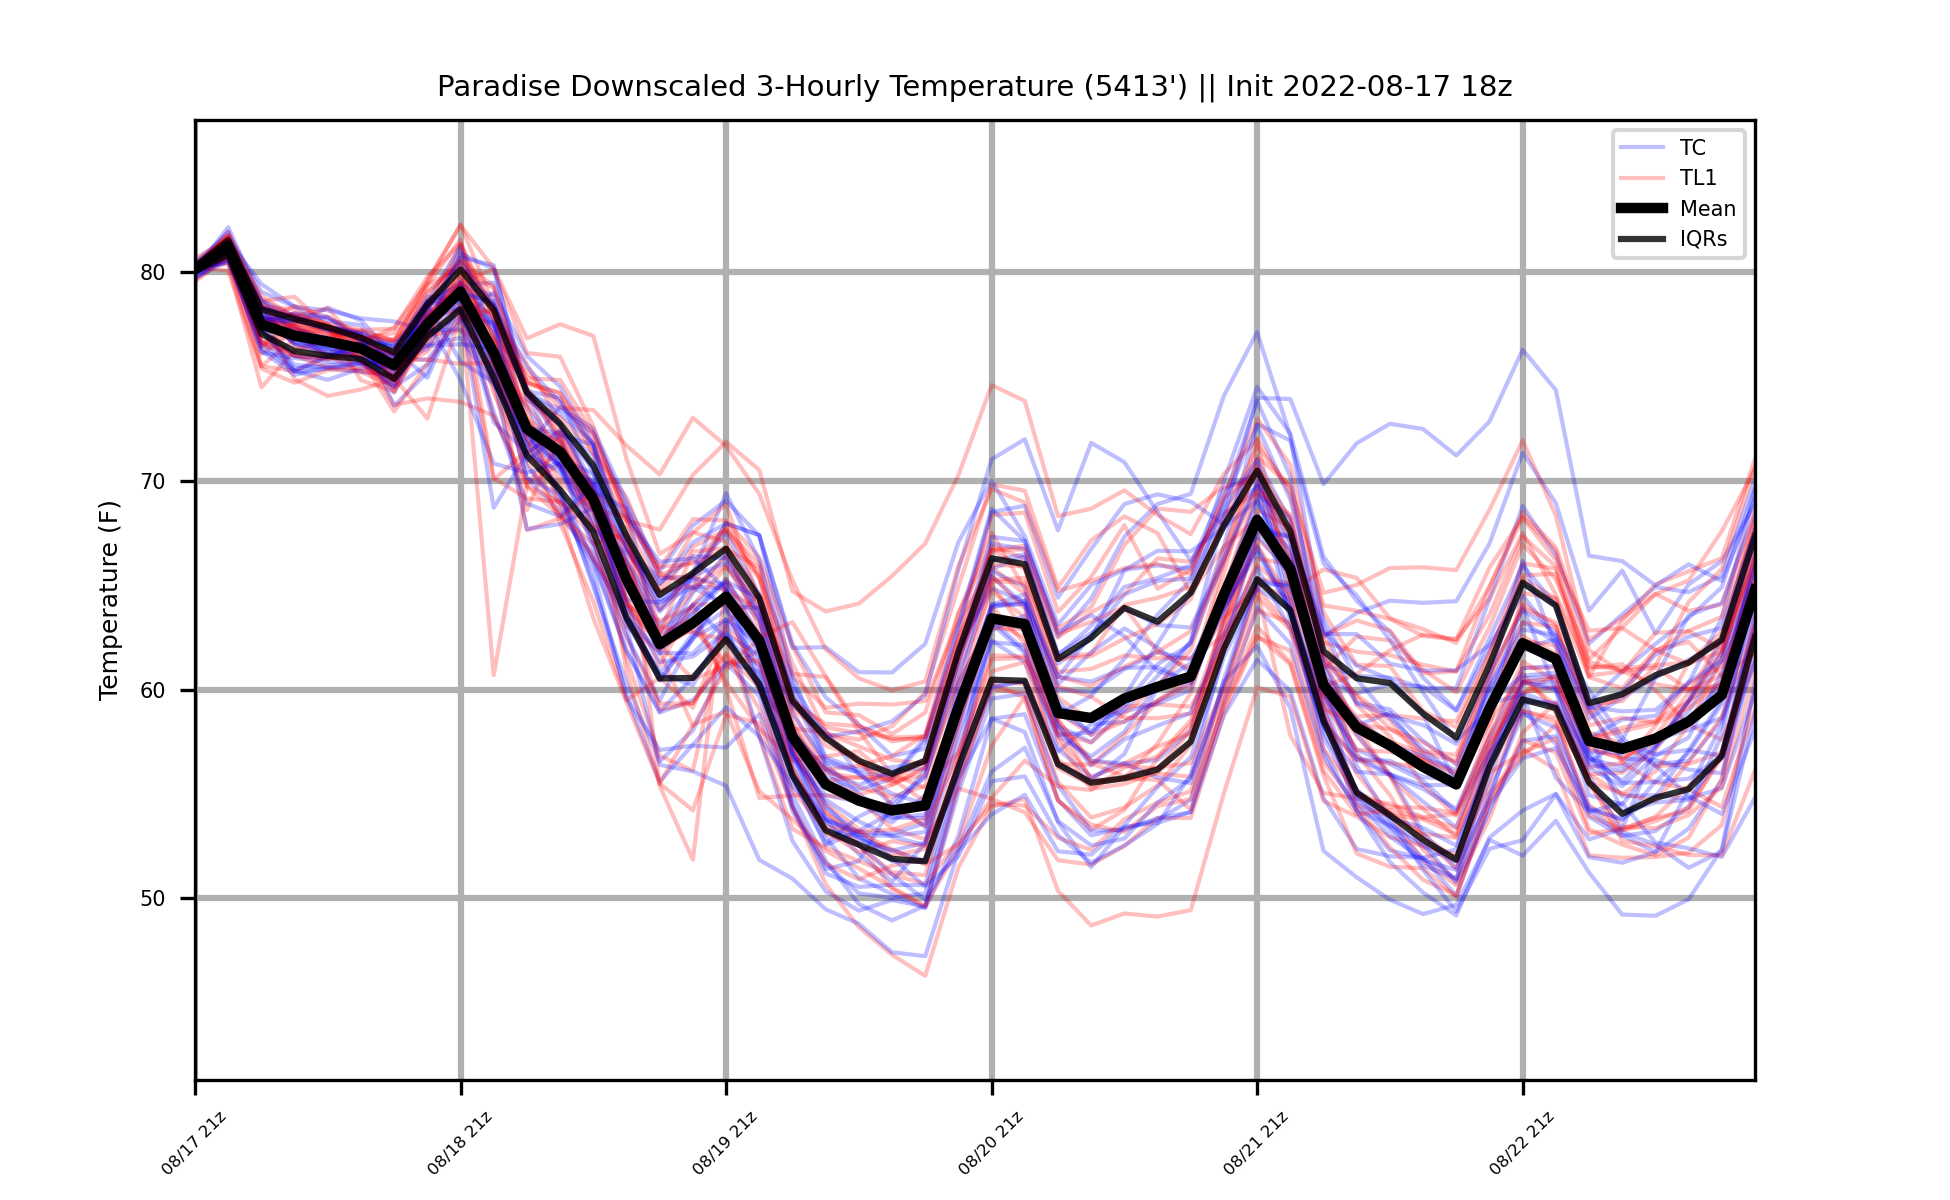 Paradise Downscaled 3-Hourly Temperature (5413') || Init 2022-08-17 18z
TC
TL1
Mean
IQRs
Temperature (F)
80
70
60
50
08/17 21z
08/18 21z
08/19 21z
08/20 21z
08/21 21z
08/22 21z